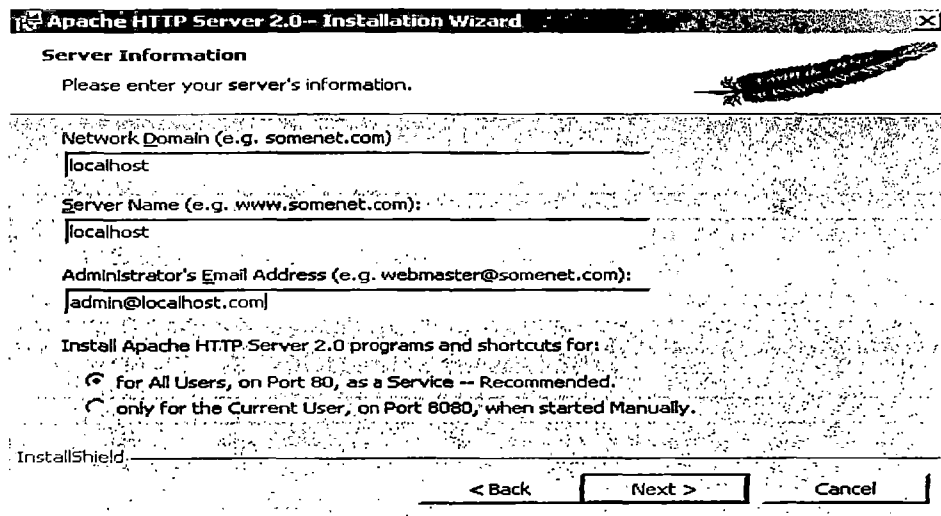 Apache HTTP Server 2.0-- Installation Wizard
Server Information
Please enter your server's information.
Network Domain (e.g. somenet.com)
localhost
Server Name (e.g. www.somenet.com):
localhost
Administrator's Email Address (e.g. webmaster@somenet.com):
admin@localhost.com
Install Apache HTTP Server 2.0 programs and shortcuts for:
for All Users, on Port 80, as a Service -- Recommended.
only for the Current User, on Port 8080, when started Manually.
InstallShield
< Back Next > Cancel